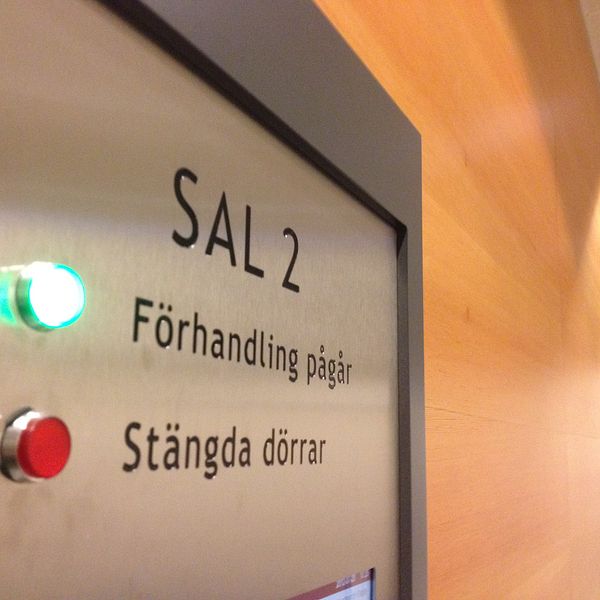 SAL 2
Förhandling pågår
Stängda dörrar